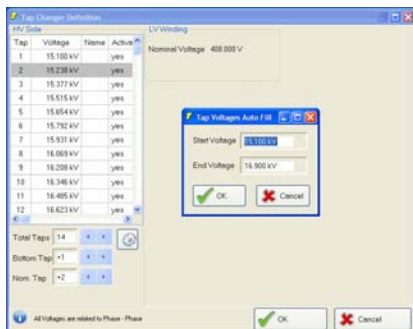 Tap Changer Definition
HV Side
LV Winding
Tap Voltage Name Active
1 15.100 kV yes
2 15.238 kV yes
3 15.377 kV yes
4 15.515 kV yes
5 15.654 kV yes
6 15.792 kV yes
7 15.931 kV yes
8 16.069 kV yes
9 16.208 kV yes
10 16.346 kV yes
11 16.485 kV yes
12 16.623 kV yes
Nominal Voltage 408.000 V
Tap Voltages Auto Fill
Start Voltage 15.100 kV
End Voltage 16.900 kV
OK Cancel
Total Taps 14
Bottom Tap +1
Nom. Tap +2
All Voltages are related to Phase - Phase
OK Cancel